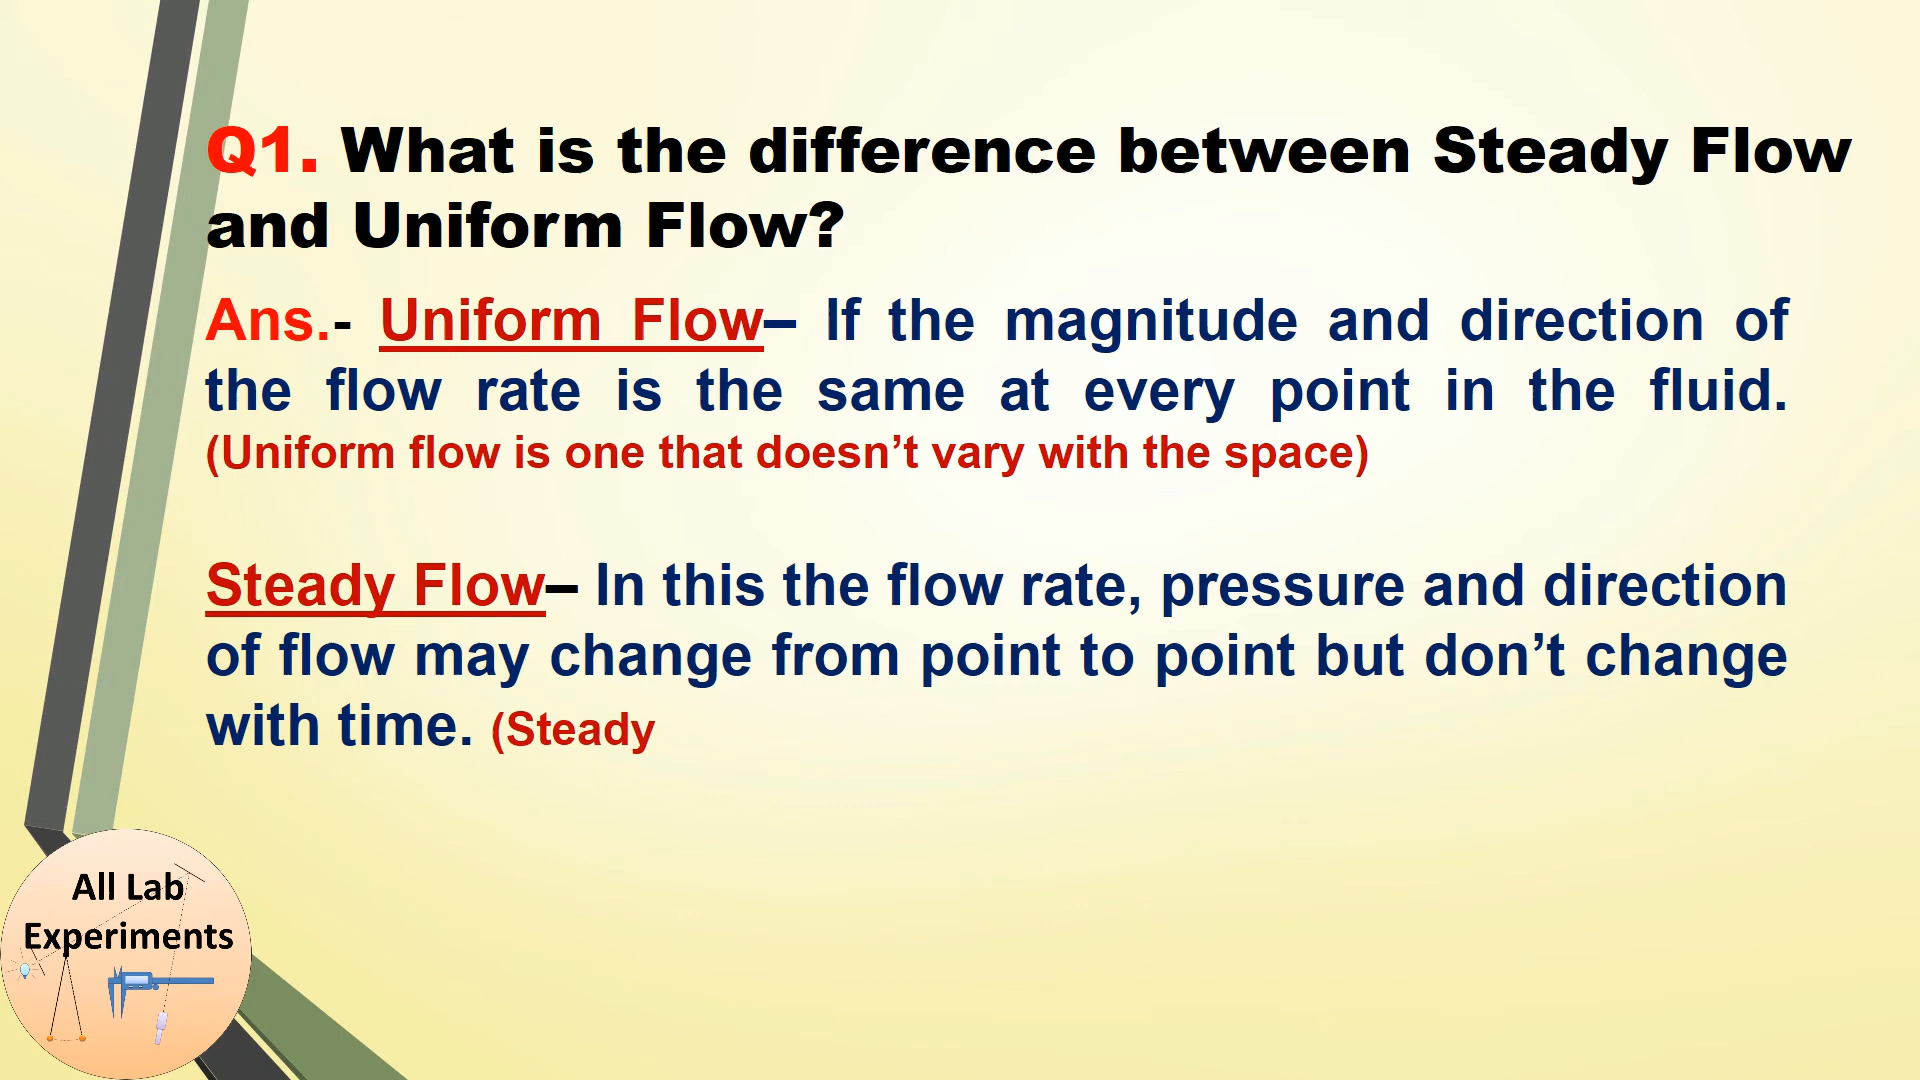 Q1. What is the difference between Steady Flow
and Uniform Flow?
Ans.- Uniform Flow– If the magnitude and direction of
the flow rate is the same at every point in the fluid.
(Uniform flow is one that doesn’t vary with the space)
Steady Flow– In this the flow rate, pressure and direction
of flow may change from point to point but don’t change
with time. (Steady
All Lab
Experiments